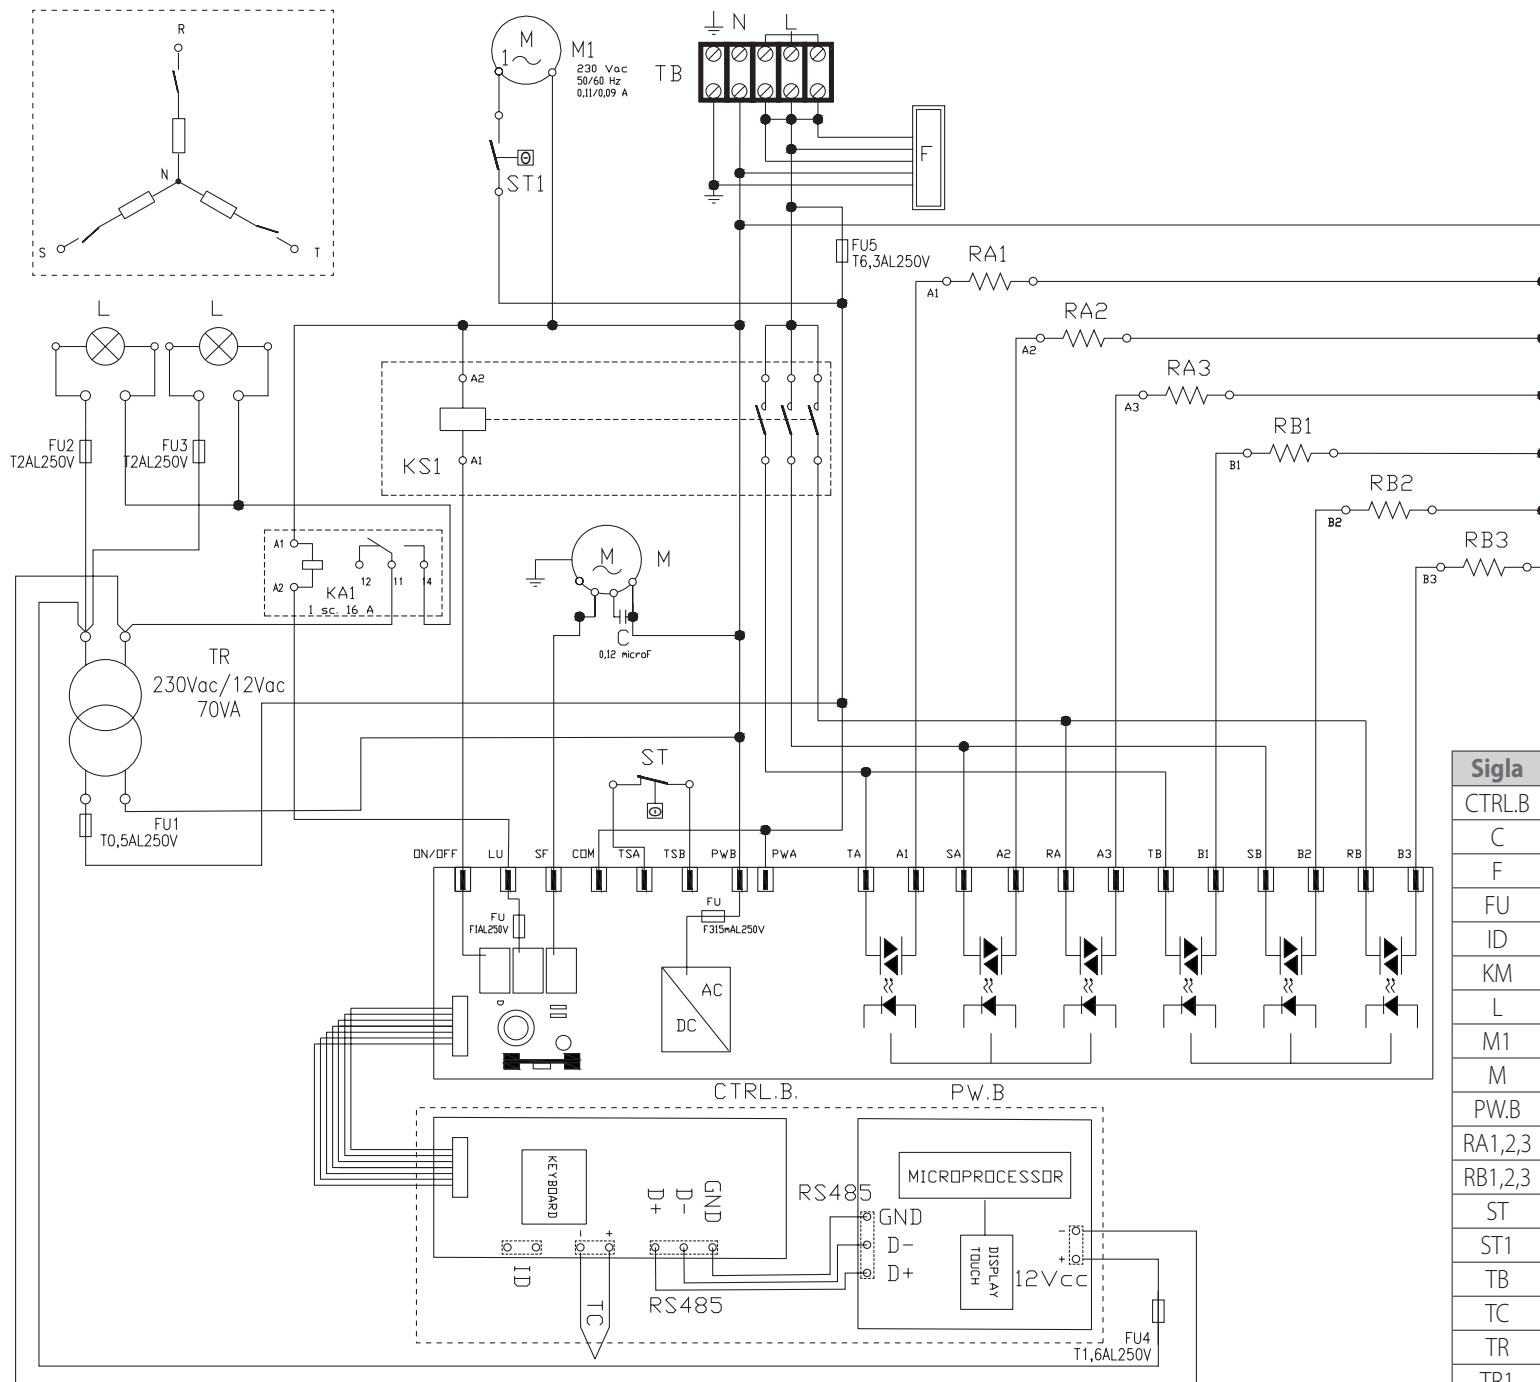 R
N
S
T
M
1
M1
230 Vac
50/60 Hz
0,11/0,09 A
ST1
N
L
TB
F
FU5
T6,3AL250V
RA1
A1
RA2
A2
RA3
A3
RB1
B1
RB2
B2
RB3
B3
L
L
FU2
T2AL250V
FU3
T2AL250V
A2
KS1
A1
A1
A2
KA1
1 sc. 16 A
12
11
14
M
M
C
0,12 microF
TR
230Vac/12Vac
70VA
FU1
T0,5AL250V
ST
ON/OFF
LU
SF
COM
TSA
TSB
PWB
PWA
TA
A1
SA
A2
RA
A3
TB
B1
SB
B2
RB
B3
FU
F1AL250V
FU
F315mAL250V
AC
DC
CTRL.B.
PW.B
KEYBOARD
D+
D-
GND
ID
-
+
TC
RS485
RS485
GND
D-
D+
MICROPROCESSOR
DISPLAY
TOUCH
-
+
12Vcc
FU4
T1,6AL250V
Sigla
CTRL.B
C
F
FU
ID
KM
L
M1
M
PW.B
RA1,2,3
RB1,2,3
ST
ST1
TB
TC
TR
TR1